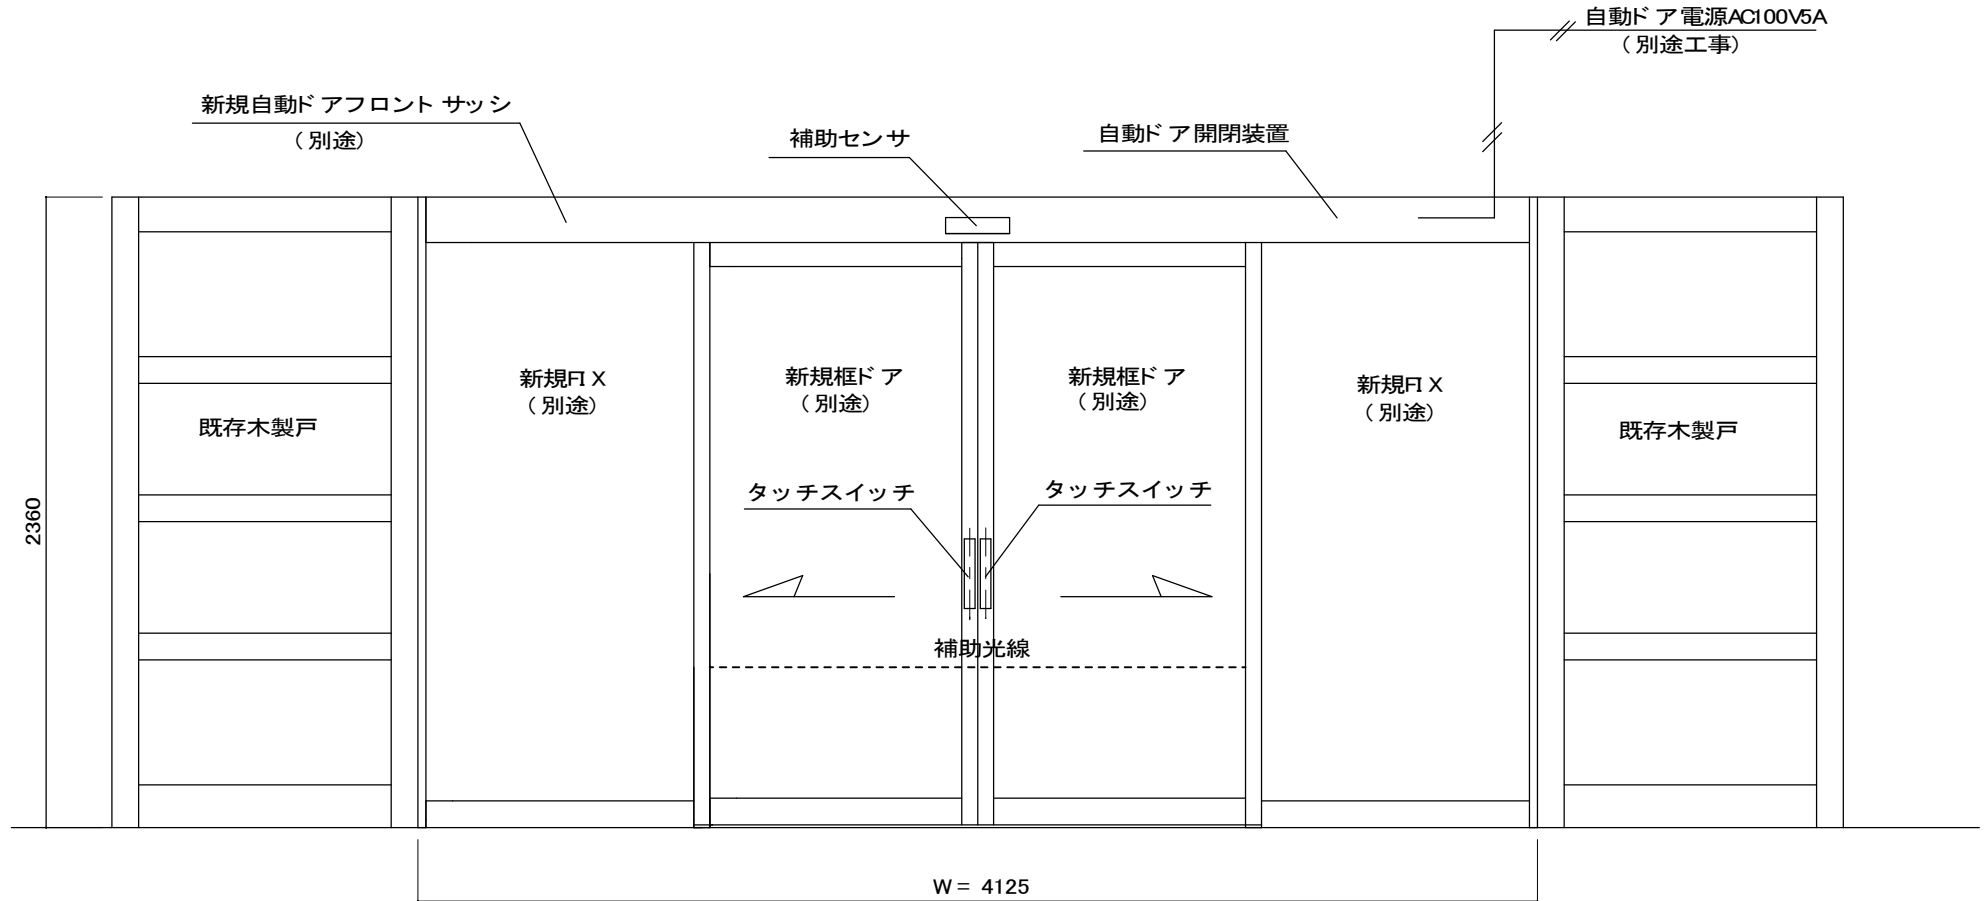 自動ドア電源AC100V5A
（別途工事）
新規自動ドアフロントサッシ
（別途）
補助センサ
自動ドア開閉装置
新規FIX
（別途）
新規框ドア
（別途）
新規框ドア
（別途）
新規FIX
（別途）
既存木製戸
既存木製戸
タッチスイッチ
タッチスイッチ
2360
補助光線
W= 4125